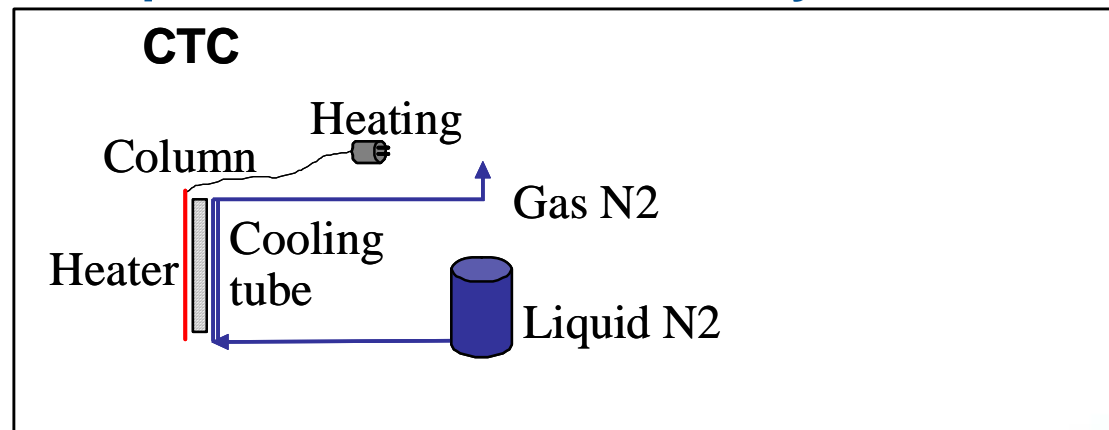 CTC
Heating
Column
Gas N2
Cooling
tube
Heater
Liquid N2